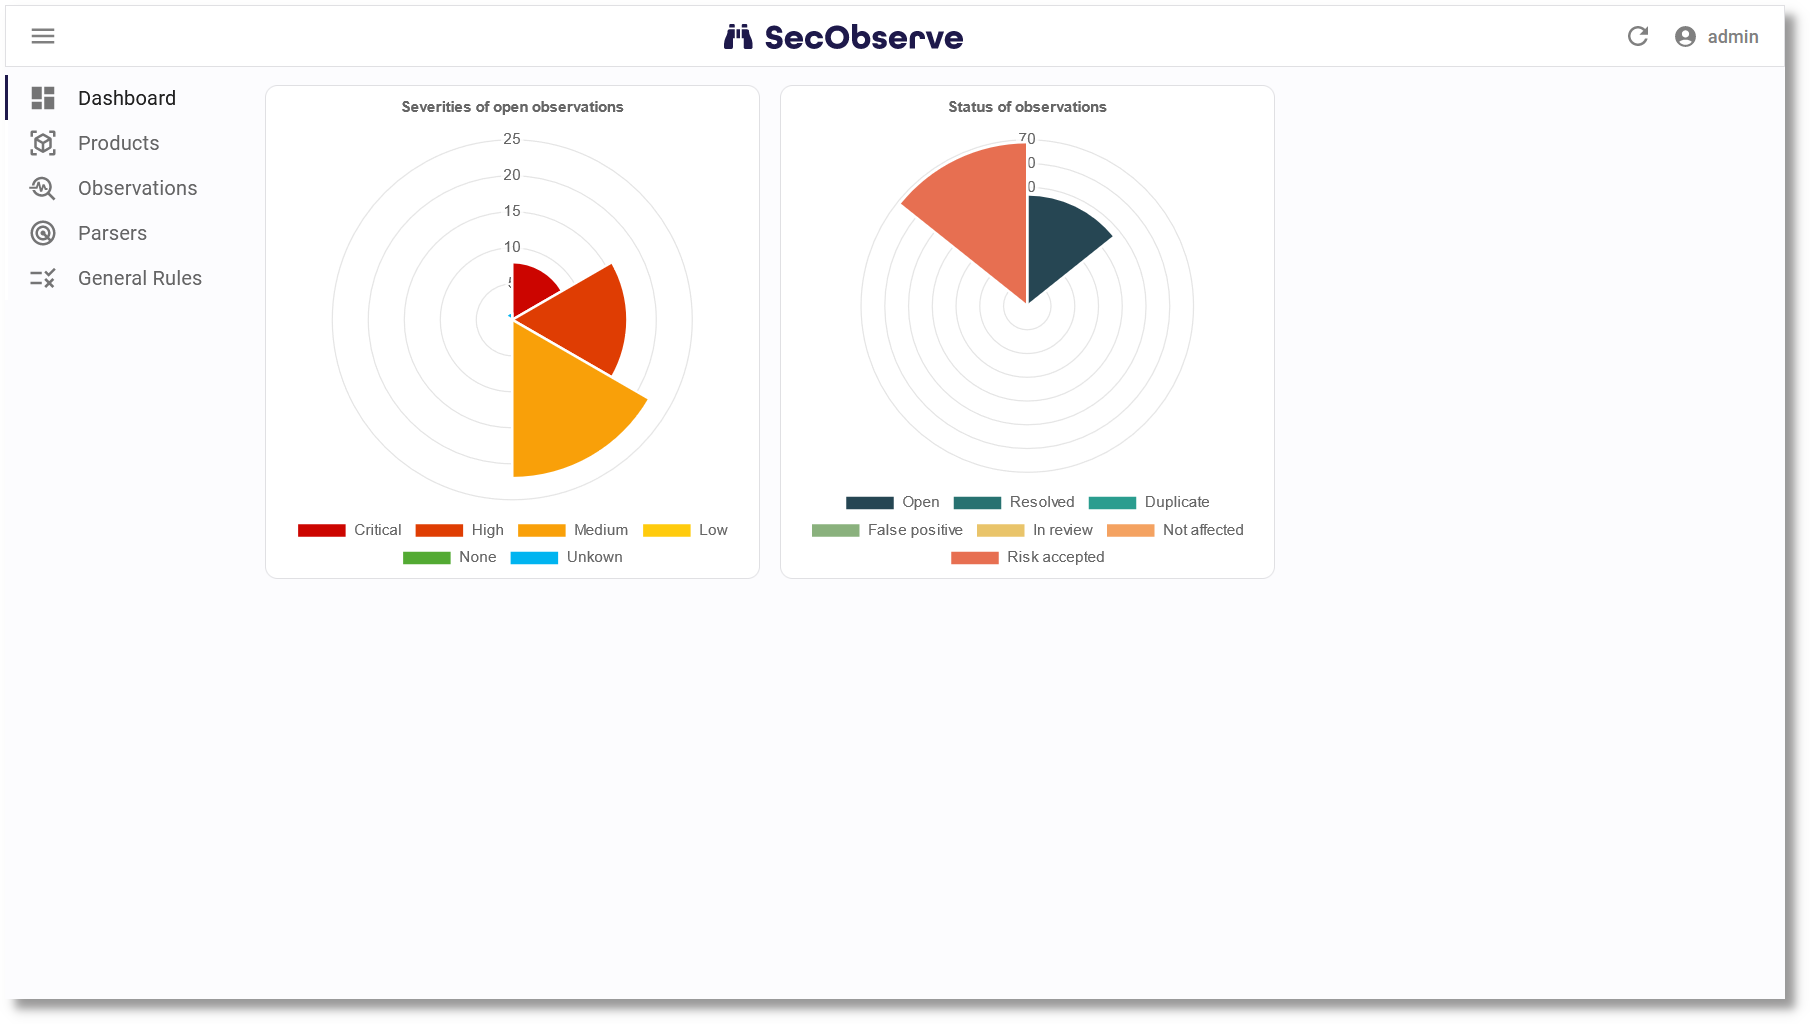 SecObserve
admin
Dashboard
Products
Observations
Parsers
General Rules
Severities of open observations
25
20
15
10
Critical High Medium Low
None Unkown
Status of observations
70
0
0
Open Resolved Duplicate
False positive In review Not affected
Risk accepted